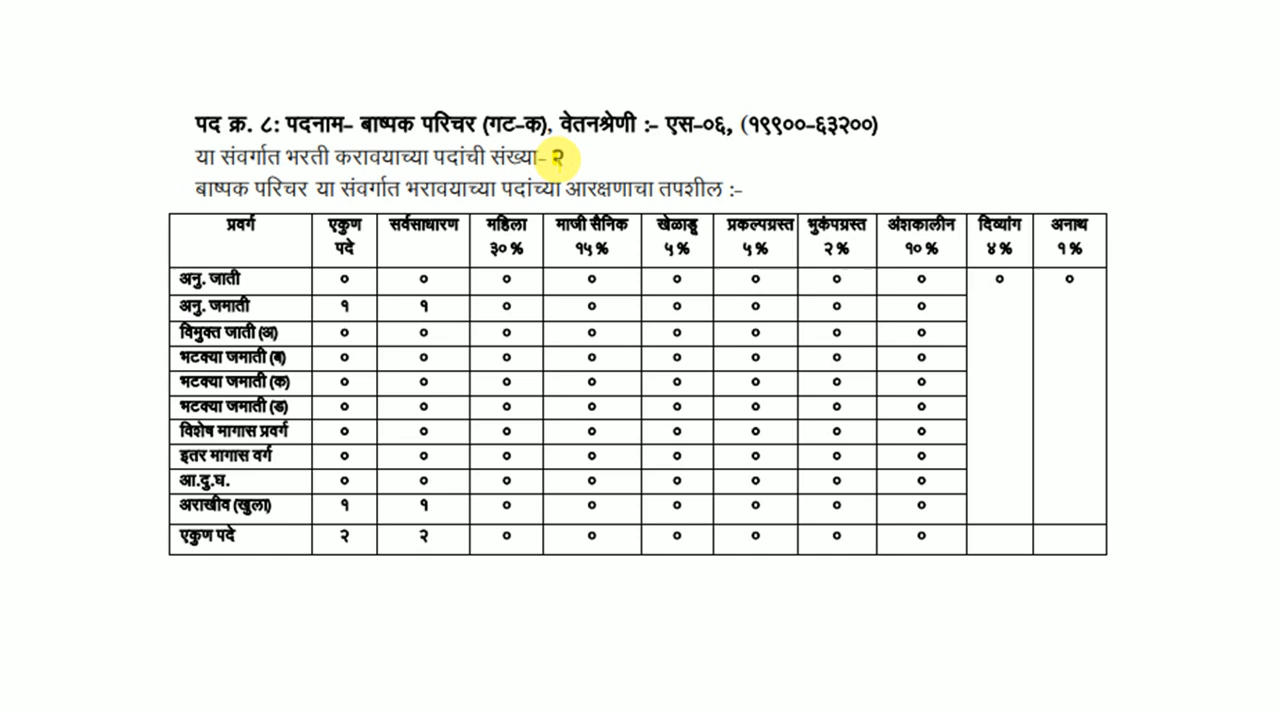 पद क्र. ८: पदनाम- बाष्पक परिचर (गट-क), वेतनश्रेणी :- एस-०६, (१९९००-६३२००)
या संवर्गात भरती करावयाच्या पदांची संख्या- २
बाष्पक परिचर या संवर्गात भरावयाच्या पदांच्या आरक्षणाचा तपशील :-
प्रवर्ग एकुण सर्वसाधारण महिला माजी सैनिक खेळाडू प्रकल्पग्रस्त भुकंपग्रस्त अंशकालीन दिव्यांग अनाथ
पदे ३० % १५ % ५ % ५ % २ % १० % ४ % १ %
अनु. जाती ० ० ० ० ० ० ० ० ० ०
अनु. जमाती १ १ ० ० ० ० ० ०
विमुक्त जाती (अ) ० ० ० ० ० ० ० ०
भटक्या जमाती (ब) ० ० ० ० ० ० ० ०
भटक्या जमाती (क) ० ० ० ० ० ० ० ०
भटक्या जमाती (ड) ० ० ० ० ० ० ० ०
विशेष मागास प्रवर्ग ० ० ० ० ० ० ० ०
इतर मागास वर्ग ० ० ० ० ० ० ० ०
आ.दु.घ. ० ० ० ० ० ० ० ०
अराखीव (खुला) १ १ ० ० ० ० ० ०
एकुण पदे २ २ ० ० ० ० ० ०